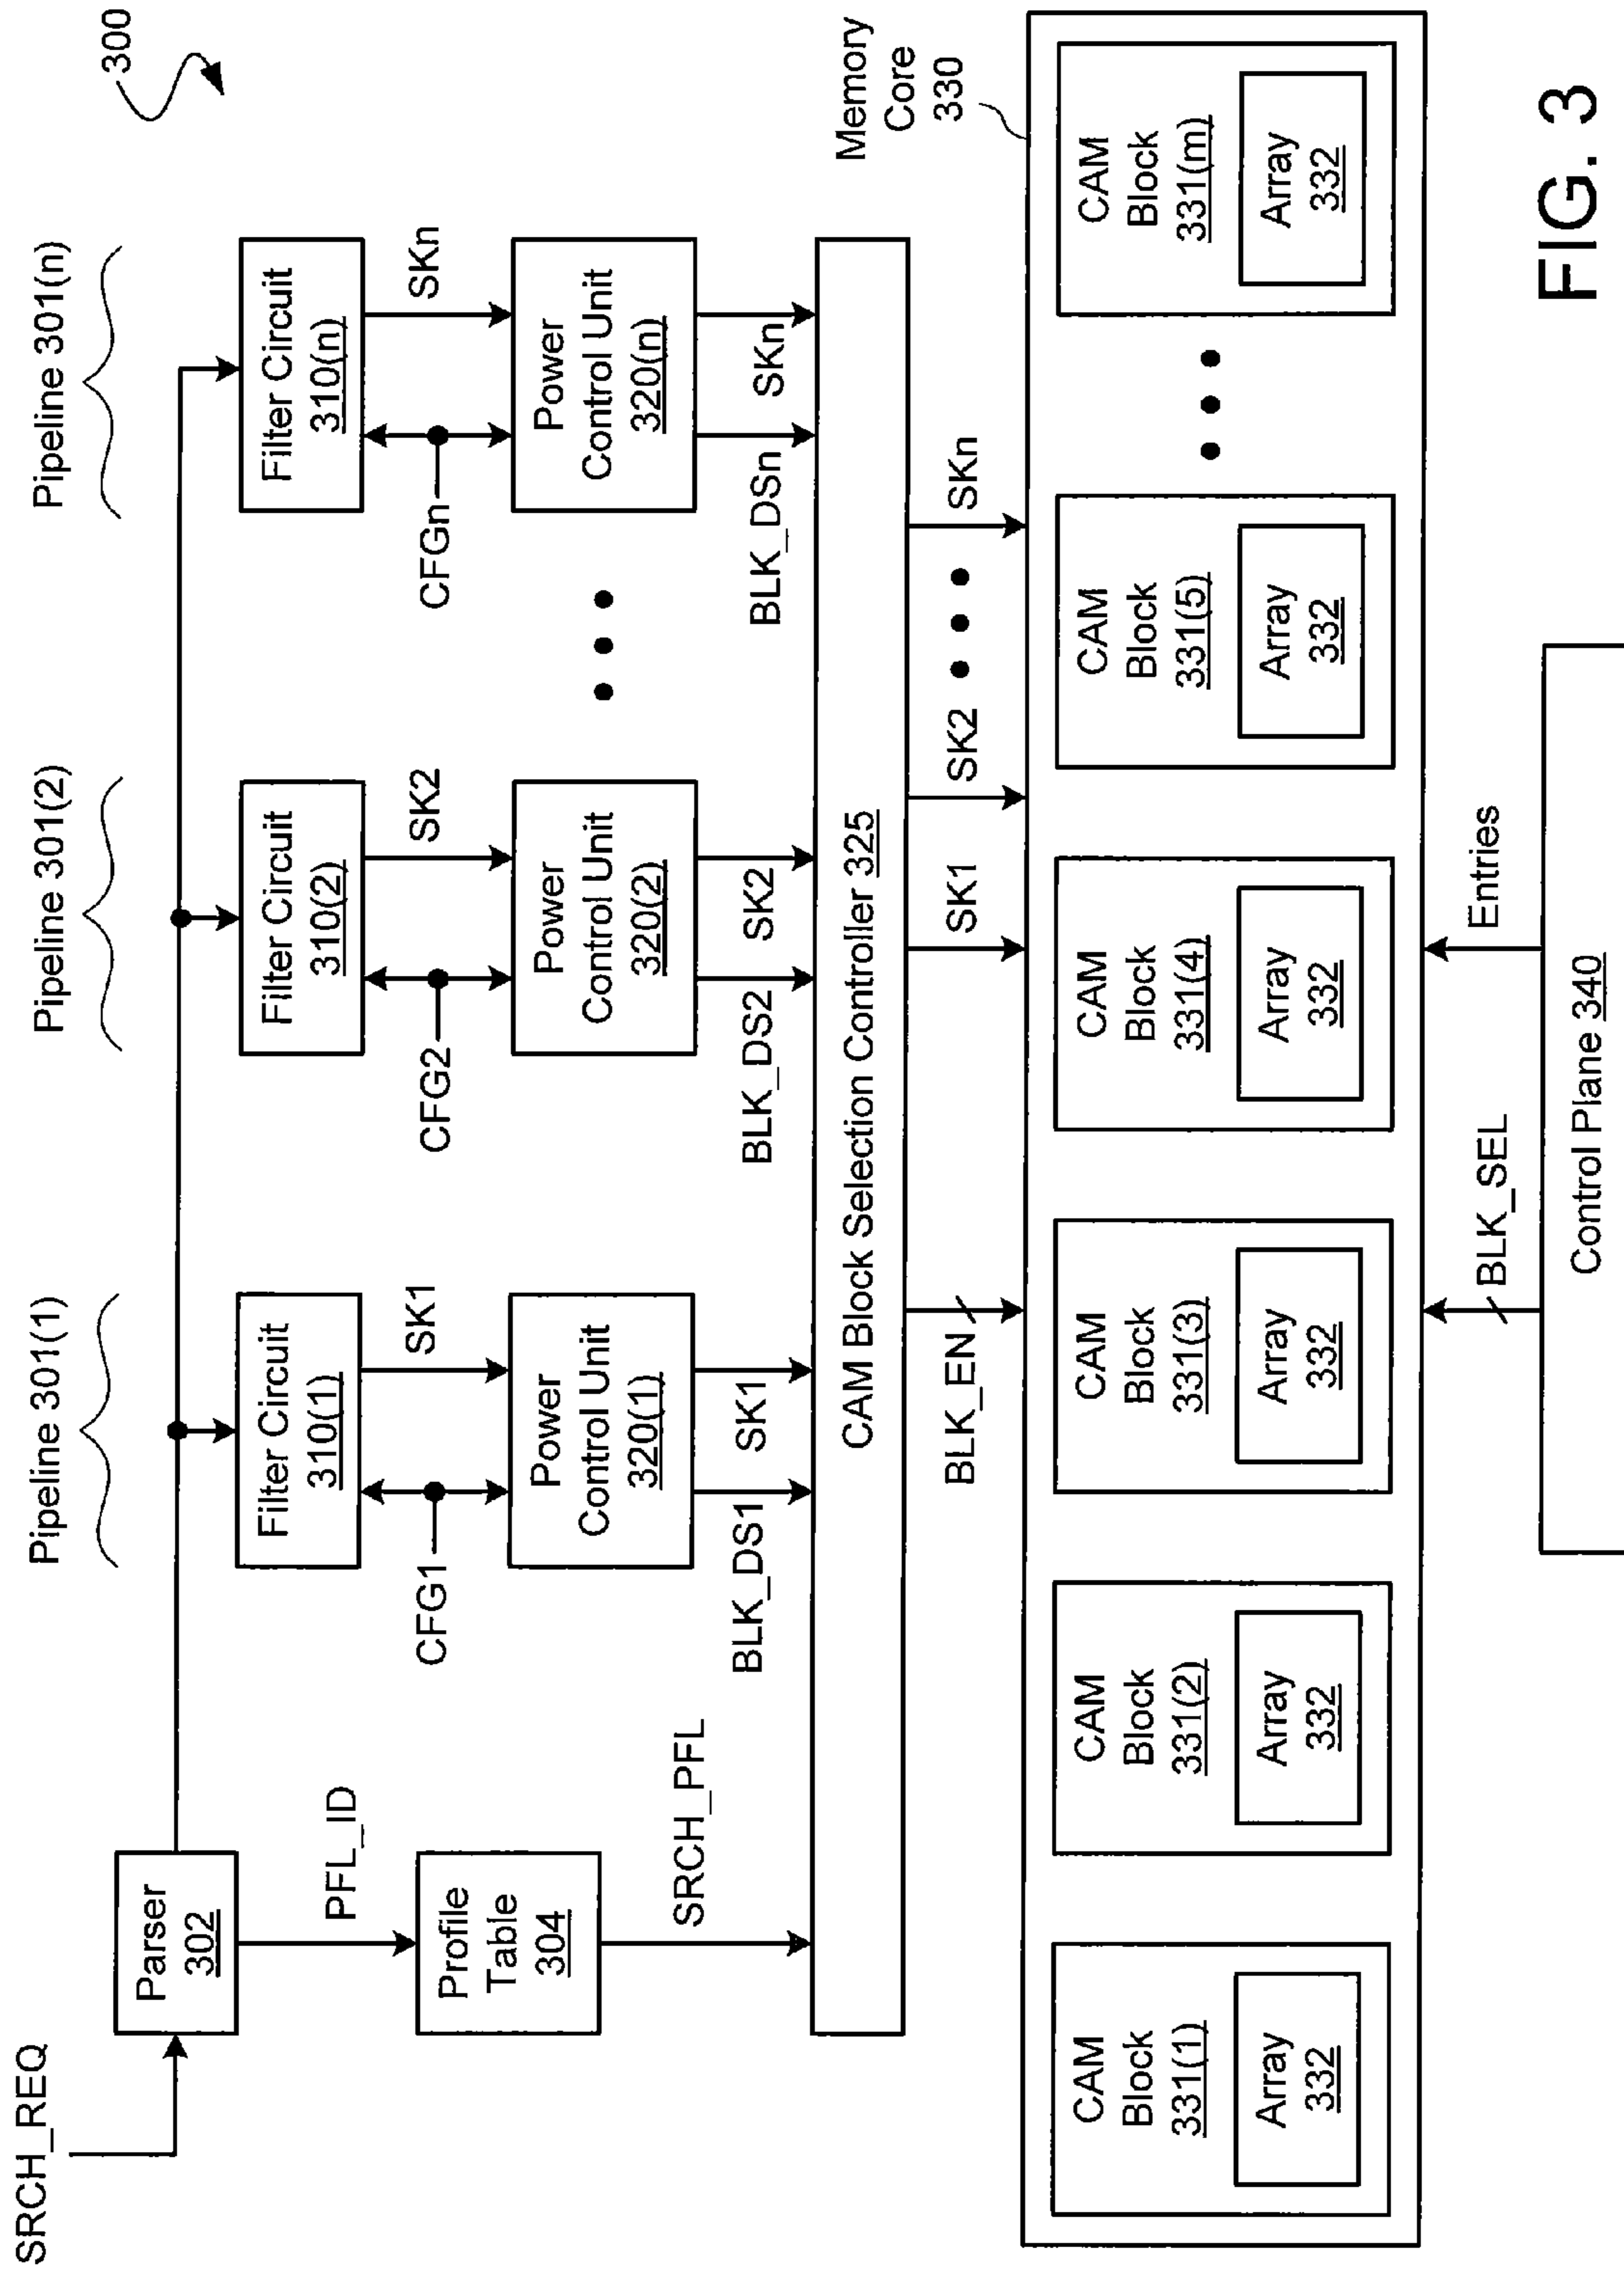 300
Pipeline 301(1)
Pipeline 301(2)
Pipeline 301(n)
SRCH_REQ
Parser
302
Filter Circuit
310(1)
Filter Circuit
310(2)
Filter Circuit
310(n)
PFL_ID
CFG1
SK1
CFG2
SK2
CFGn
SKn
Profile
Table
304
Power
Control Unit
320(1)
Power
Control Unit
320(2)
Power
Control Unit
320(n)
SRCH_PFL
BLK_DS1
SK1
BLK_DS2
SK2
BLK_DSn
SKn
CAM Block Selection Controller 325
Memory
Core
330
BLK_EN
SK1
SK2
SKn
CAM
Block
331(1)
Array
332
CAM
Block
331(2)
Array
332
CAM
Block
331(3)
Array
332
CAM
Block
331(4)
Array
332
CAM
Block
331(5)
Array
332
CAM
Block
331(m)
Array
332
BLK_SEL
Entries
Control Plane 340
FIG. 3